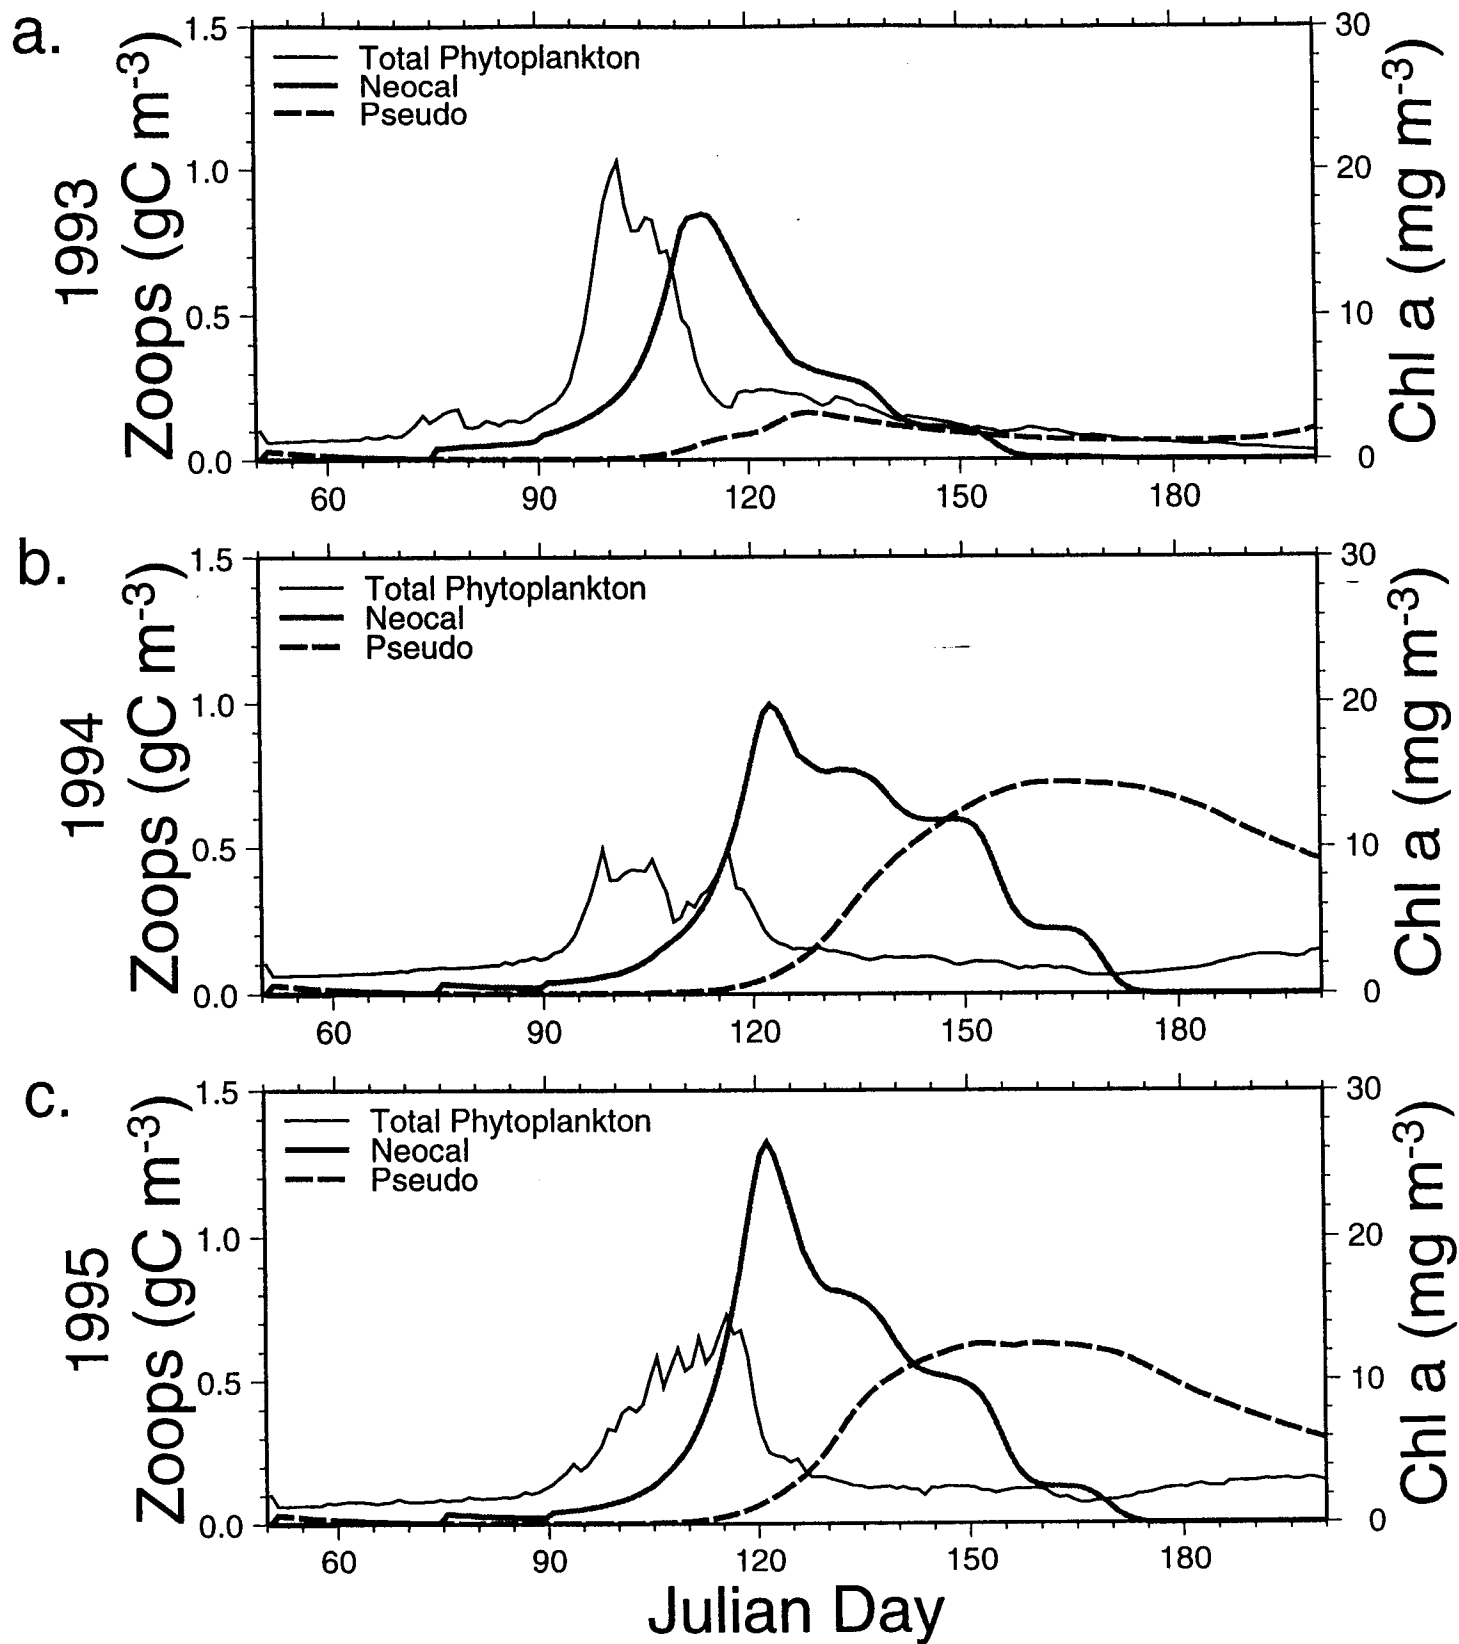 a.
1993
Zoops (gC m-3)
Chl a (mg m-3)
Total Phytoplankton
Neocal
Pseudo
1.5
1.0
0.5
0.0
30
20
10
0
60 90 120 150 180
b.
1994
Zoops (gC m-3)
Chl a (mg m-3)
Total Phytoplankton
Neocal
Pseudo
1.5
1.0
0.5
0.0
30
20
10
0
60 90 120 150 180
c.
1995
Zoops (gC m-3)
Chl a (mg m-3)
Total Phytoplankton
Neocal
Pseudo
1.5
1.0
0.5
0.0
30
20
10
0
60 90 120 150 180
Julian Day